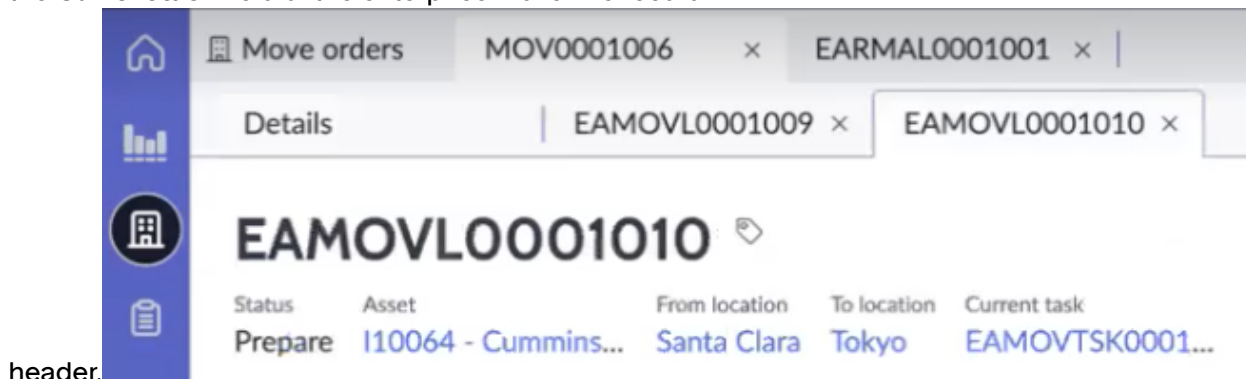 Move orders MOV0001006 × EARMAL0001001 ×
Details EAMOVL0001009 × EAMOVL0001010 ×
EAMOVL0001010
Status Asset From location To location Current task
Prepare I10064 - Cummins... Santa Clara Tokyo EAMOVTSK0001...
header.